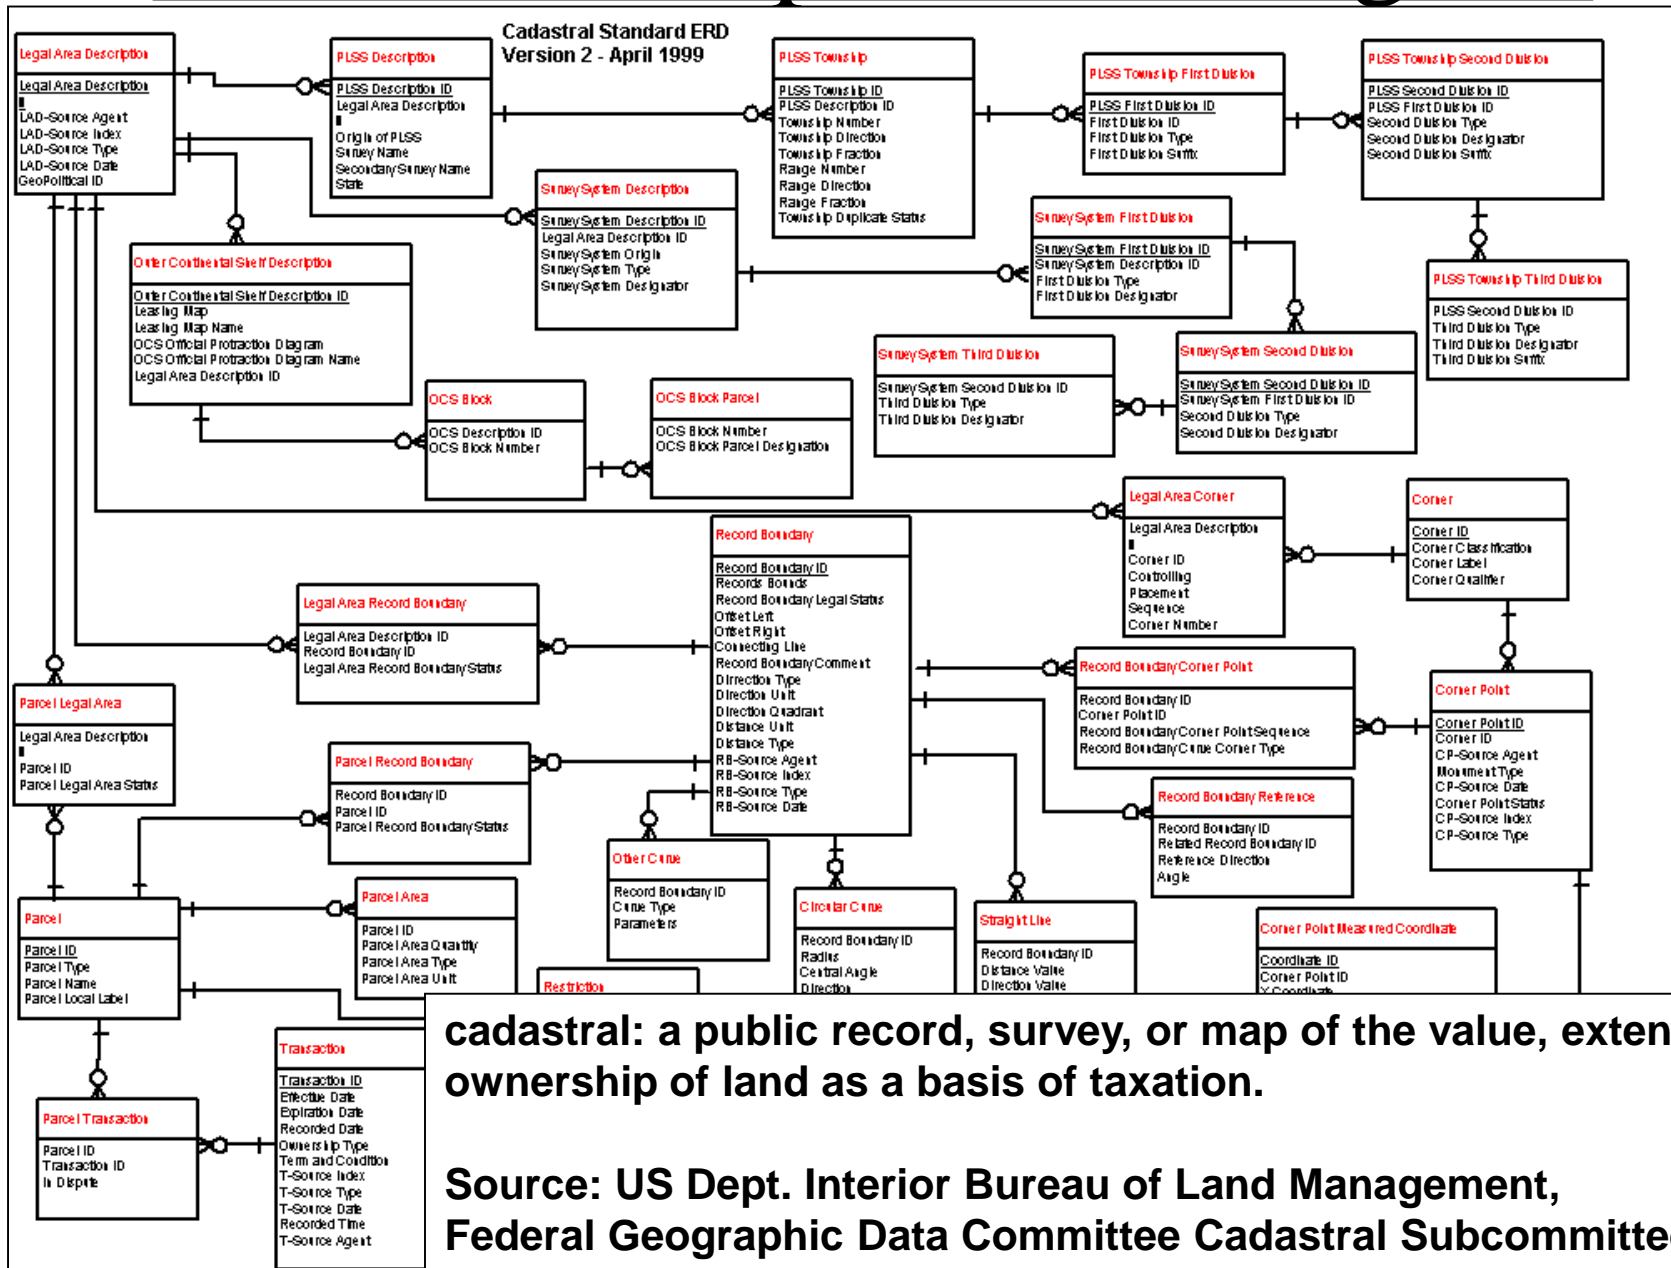 Cadastral Standard ERD
Version 2 - April 1999
Legal Area Description
Legal Area Description
LAD-Source Agent
LAD-Source Index
LAD-Source Type
LAD-Source Date
GeoPolitical ID
PLSS Description
PLSS Description ID
Legal Area Description
Origin of PLSS
Survey Name
Secondary Survey Name
State
PLSS Township
PLSS Township ID
PLSS Description ID
Township Number
Township Direction
Township Fraction
Range Number
Range Direction
Range Fraction
Township Duplicate Status
PLSS Township First Division
PLSS First Division ID
First Division ID
First Division Type
First Division Suffix
PLSS Township Second Division
PLSS Second Division ID
PLSS First Division ID
Second Division Type
Second Division Designator
Second Division Suffix
Survey System Description
Survey System Description ID
Legal Area Description ID
Survey System Origin
Survey System Type
Survey System Designator
Survey System First Division
Survey System First Division ID
Survey System Description ID
First Division Type
First Division Designator
PLSS Township Third Division
PLSS Second Division ID
Third Division Type
Third Division Designator
Third Division Suffix
Outer Continental Shelf Description
Outer Continental Shelf Description ID
Leasing Map
Leasing Map Name
OCS Official Protraction Diagram
OCS Official Protraction Diagram Name
Legal Area Description ID
Survey System Third Division
Survey System Second Division ID
Third Division Type
Third Division Designator
Survey System Second Division
Survey System Second Division ID
Survey System First Division ID
Second Division Type
Second Division Designator
OCS Block
OCS Description ID
OCS Block Number
OCS Block Parcel
OCS Block Number
OCS Block Parcel Designation
Legal Area Corner
Legal Area Description
Corner ID
Controlling
Placement
Sequence
Corner Number
Corner
Corner ID
Corner Classification
Corner Label
Corner Qualifier
Record Boundary
Record Boundary ID
Records Bounds
Record Boundary Legal Status
Offset Left
Offset Right
Connecting Line
Record Boundary Comment
Dirrection Type
Direction Unit
Direction Quadrant
Distance Unit
Distance Type
RB-Source Agent
RB-Source Index
RB-Source Type
RB-Source Date
Legal Area Record Boundary
Legal Area Description ID
Record Boundary ID
Legal Area Record Boundary Status
Record Boundary Corner Point
Record Boundary ID
Corner Point ID
Record Boundary Corner Point Sequence
Record Boundary Curve Corner Type
Corner Point
Corner Point ID
Corner ID
CP-Source Agent
Monument Type
CP-Source Date
Corner Point Status
CP-Source Index
CP-Source Type
Parcel Legal Area
Legal Area Description
Parcel ID
Parcel Legal Area Status
Parcel Record Boundary
Record Boundary ID
Parcel ID
Parcel Record Boundary Status
Record Boundary Reference
Record Boundary ID
Related Record Boundary ID
Reference Direction
Angle
Other Curve
Record Boundary ID
Curve Type
Parameters
Parcel
Parcel ID
Parcel Type
Parcel Name
Parcel Local Label
Parcel Area
Parcel ID
Parcel Area Quantity
Parcel Area Type
Parcel Area Unit
Circular Curve
Record Boundary ID
Radius
Central Angle
Direction
Straight Line
Record Boundary ID
Distance Value
Direction Value
Corner Point Measured Coordinate
Coordinate ID
Corner Point ID
Y Coordinate
Restriction
Transaction
Transaction ID
Effective Date
Expiration Date
Recorded Date
Ownership Type
Term and Condition
T-Source Index
T-Source Type
T-Source Date
Recorded Time
T-Source Agent
Parcel Transaction
Parcel ID
Transaction ID
In Dispute
cadastral: a public record, survey, or map of the value, exten
ownership of land as a basis of taxation.
Source: US Dept. Interior Bureau of Land Management,
Federal Geographic Data Committee Cadastral Subcommitte